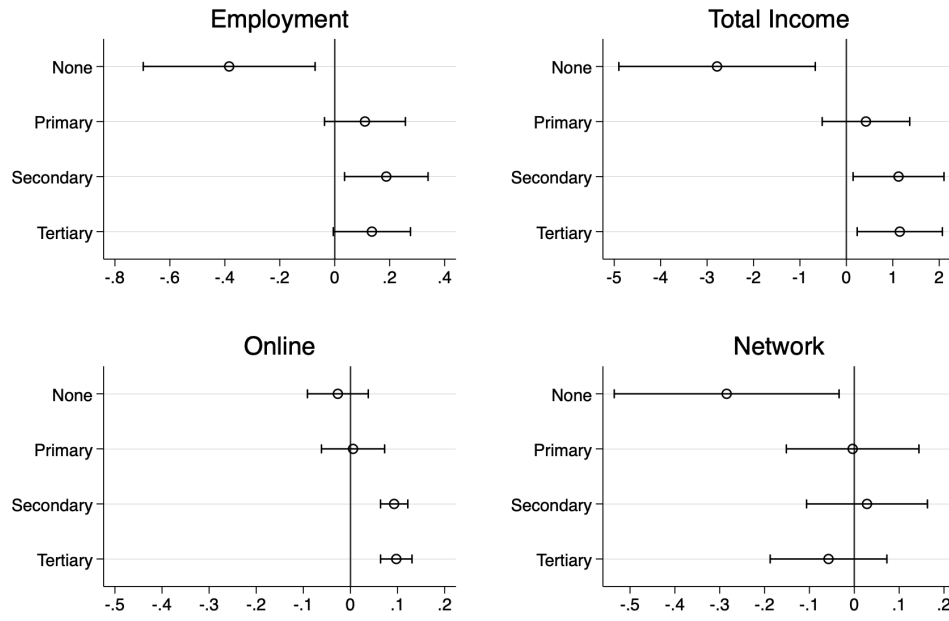 Employment
None
Primary
Secondary
Tertiary
-.8 -.6 -.4 -.2 0 .2 .4
Total Income
None
Primary
Secondary
Tertiary
-5 -4 -3 -2 -1 0 1 2
Online
None
Primary
Secondary
Tertiary
-.5 -.4 -.3 -.2 -.1 0 .1 .2
Network
None
Primary
Secondary
Tertiary
-.5 -.4 -.3 -.2 -.1 0 .1 .2